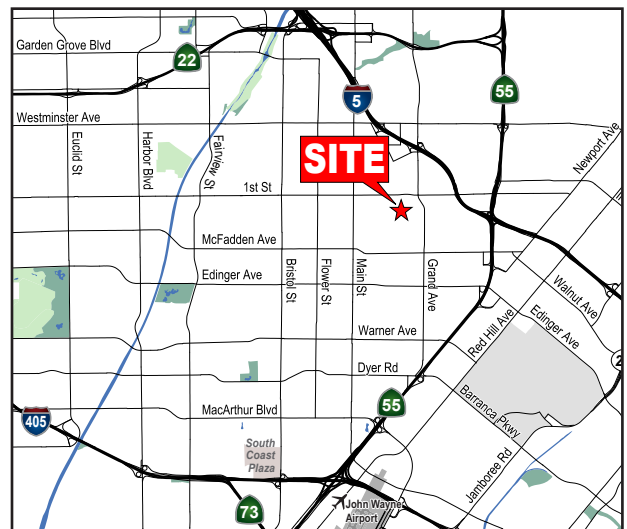 Garden Grove Blvd
22
5
55
Westminster Ave
Newport Ave
Euclid St
Harbor Blvd
Fairview St
SITE
1st St
McFadden Ave
Edinger Ave
Bristol St
Flower St
Main St
Grand Ave
Walnut Ave
Edinger Ave
Red Hill Ave
Warner Ave
Dyer Rd
Barranca Pkwy
MacArthur Blvd
55
405
South
Coast
Plaza
Jamboree Rd
73
John Wayne
Airport